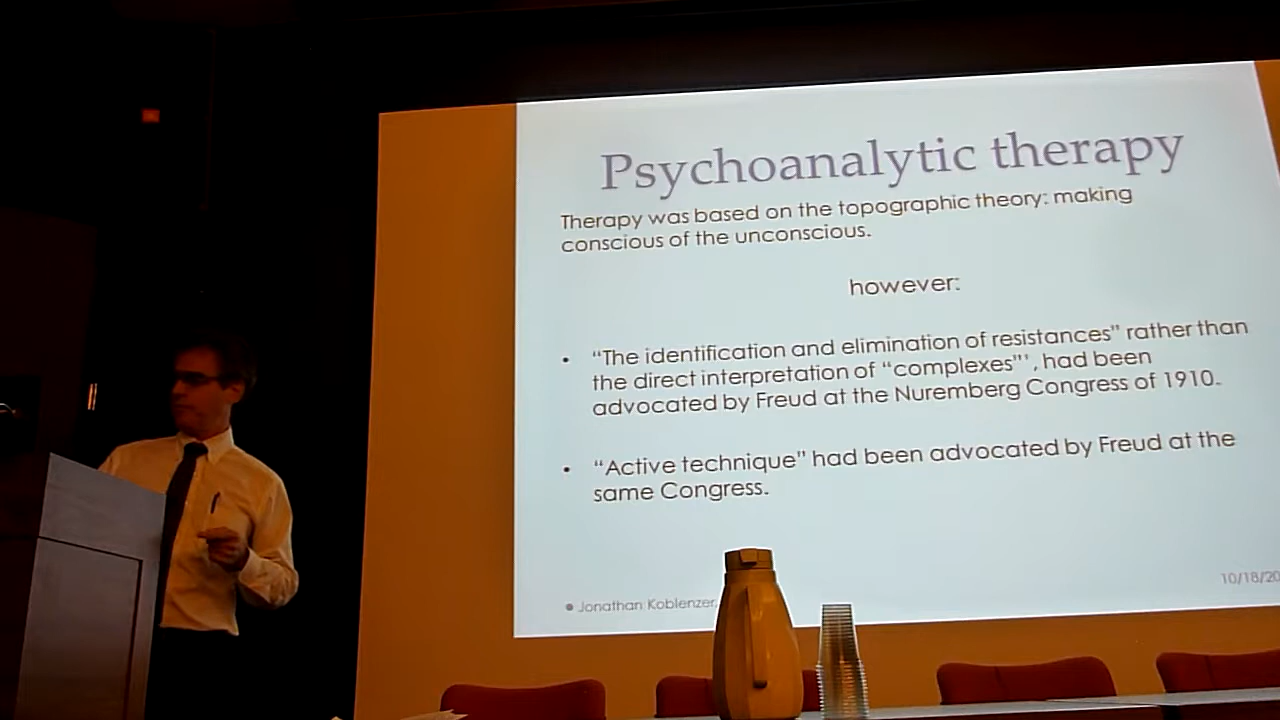 Psychoanalytic therapy
Therapy was based on the topographic theory: making
conscious of the unconscious.
however:
• “The identification and elimination of resistances” rather than
the direct interpretation of “complexes”’, had been
advocated by Freud at the Nuremberg Congress of 1910.
• “Active technique” had been advocated by Freud at the
same Congress.
10/18/20
• Jonathan Koblenzer,